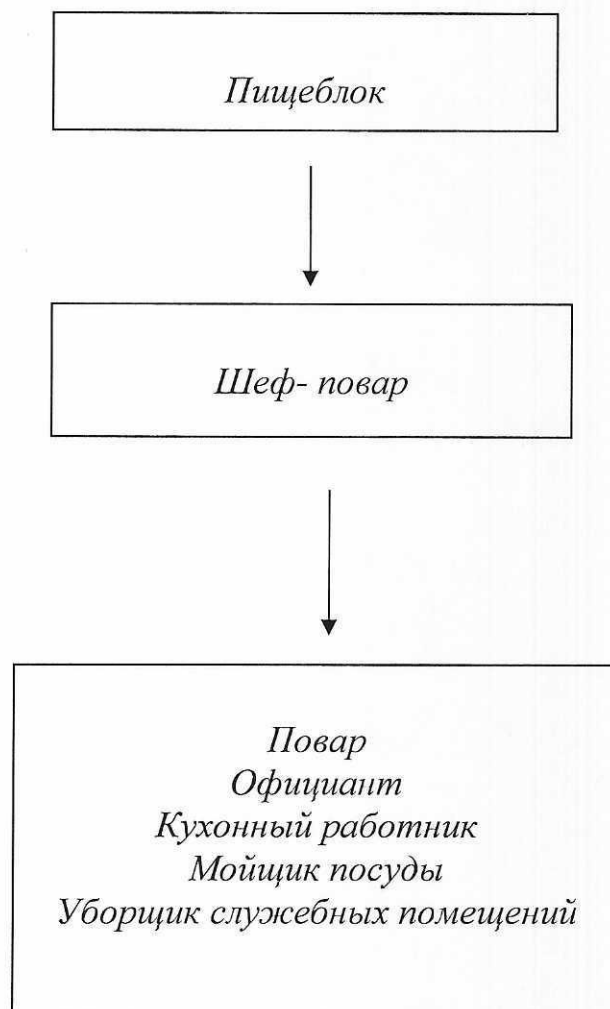 Пищеблок
Шеф- повар
Повар
Официант
Кухонный работник
Мойщик посуды
Уборщик служебных помещений